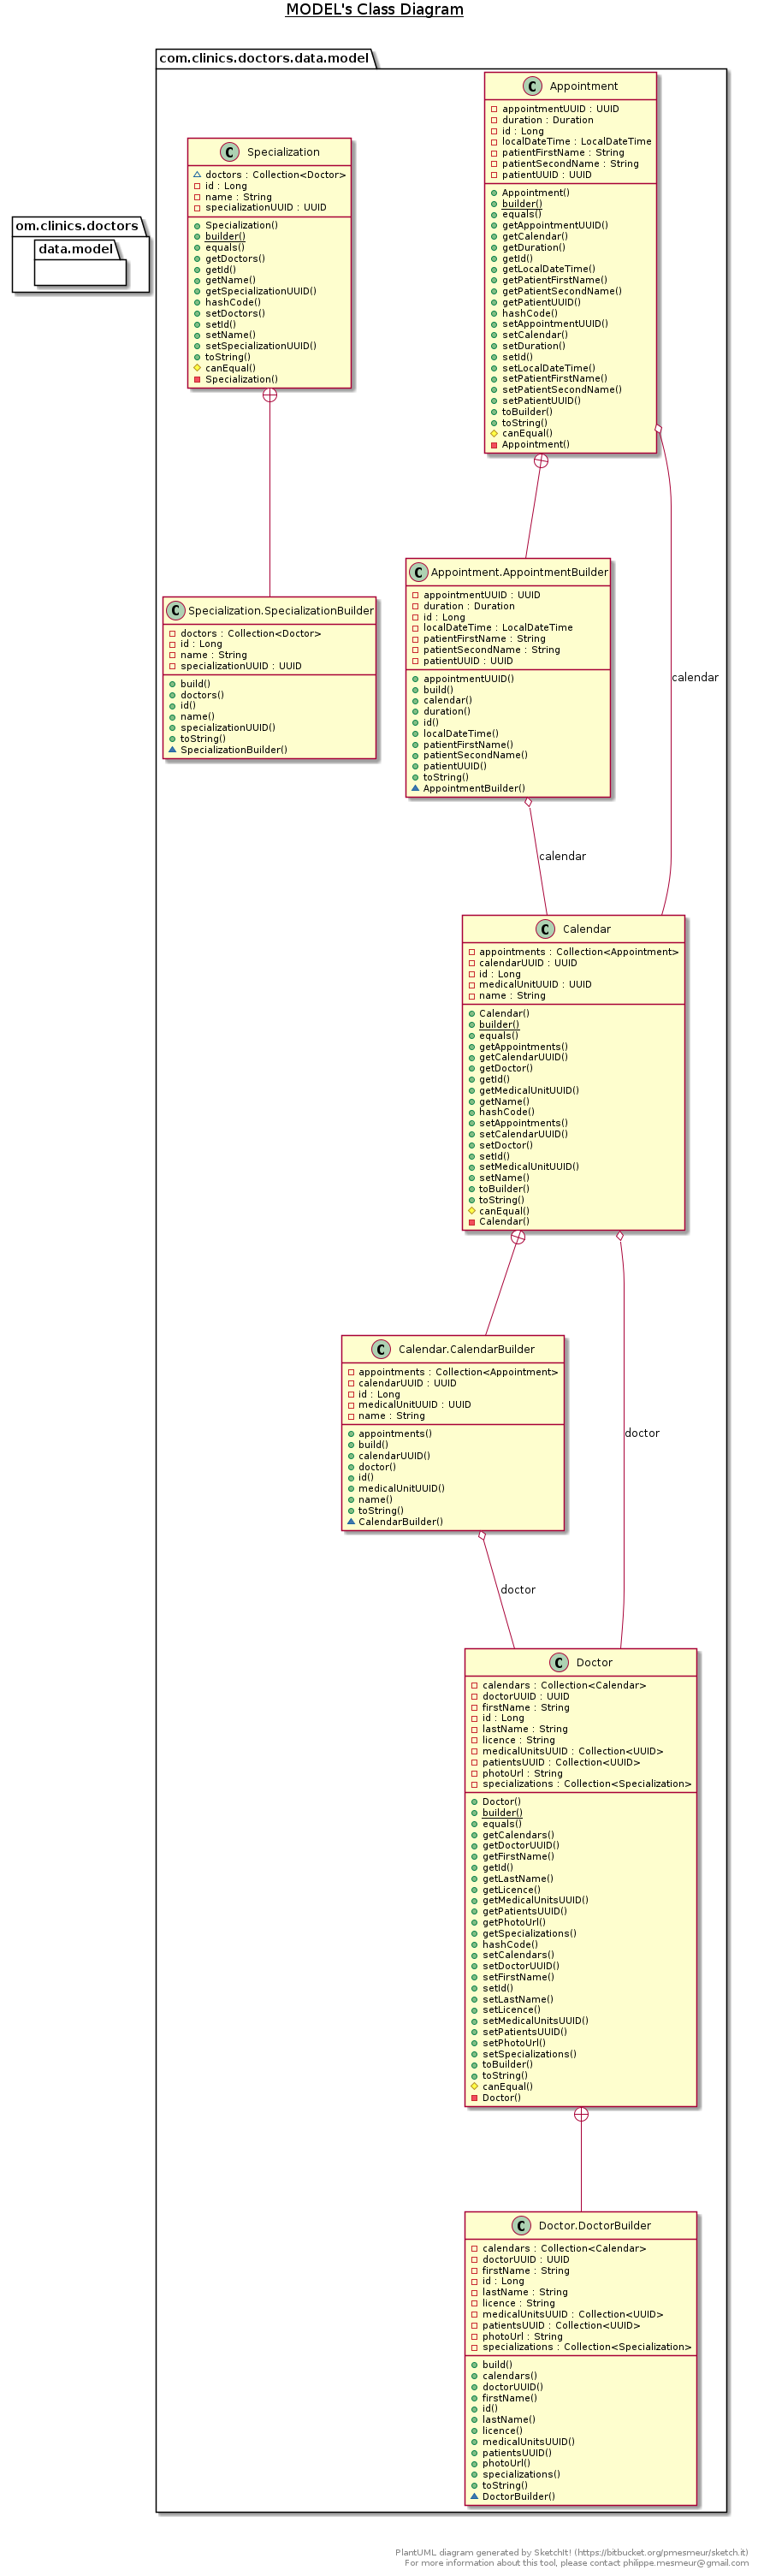 MODEL's Class Diagram
com.clinics.doctors.data.model
Appointment
appointmentUUID : UUID
duration : Duration
id : Long
localDateTime : LocalDateTime
patientFirstName : String
patientSecondName : String
patientUUID : UUID
Appointment()
builder()
equals()
getAppointmentUUID()
getCalendar()
getDuration()
getId()
getLocalDateTime()
getPatientFirstName()
getPatientSecondName()
getPatientUUID()
hashCode()
setAppointmentUUID()
setCalendar()
setDuration()
setId()
setLocalDateTime()
setPatientFirstName()
setPatientSecondName()
setPatientUUID()
toBuilder()
toString()
canEqual()
Appointment()
Specialization
doctors : Collection<Doctor>
id : Long
name : String
specializationUUID : UUID
Specialization()
builder()
equals()
getDoctors()
getId()
getName()
getSpecializationUUID()
hashCode()
setDoctors()
setId()
setName()
setSpecializationUUID()
toString()
canEqual()
Specialization()
om.clinics.doctors
data.model
Appointment.AppointmentBuilder
appointmentUUID : UUID
duration : Duration
id : Long
localDateTime : LocalDateTime
patientFirstName : String
patientSecondName : String
patientUUID : UUID
appointmentUUID()
build()
calendar()
duration()
id()
localDateTime()
patientFirstName()
patientSecondName()
patientUUID()
toString()
AppointmentBuilder()
Specialization.SpecializationBuilder
doctors : Collection<Doctor>
id : Long
name : String
specializationUUID : UUID
build()
doctors()
id()
name()
specializationUUID()
toString()
SpecializationBuilder()
calendar
calendar
Calendar
appointments : Collection<Appointment>
calendarUUID : UUID
id : Long
medicalUnitUUID : UUID
name : String
Calendar()
builder()
equals()
getAppointments()
getCalendarUUID()
getDoctor()
getId()
getMedicalUnitUUID()
getName()
hashCode()
setAppointments()
setCalendarUUID()
setDoctor()
setId()
setMedicalUnitUUID()
setName()
toBuilder()
toString()
canEqual()
Calendar()
Calendar.CalendarBuilder
appointments : Collection<Appointment>
calendarUUID : UUID
id : Long
medicalUnitUUID : UUID
name : String
appointments()
build()
calendarUUID()
doctor()
id()
medicalUnitUUID()
name()
toString()
CalendarBuilder()
doctor
doctor
Doctor
calendars : Collection<Calendar>
doctorUUID : UUID
firstName : String
id : Long
lastName : String
licence : String
medicalUnitsUUID : Collection<UUID>
patientsUUID : Collection<UUID>
photoUrl : String
specializations : Collection<Specialization>
Doctor()
builder()
equals()
getCalendars()
getDoctorUUID()
getFirstName()
getId()
getLastName()
getLicence()
getMedicalUnitsUUID()
getPatientsUUID()
getPhotoUrl()
getSpecializations()
hashCode()
setCalendars()
setDoctorUUID()
setFirstName()
setId()
setLastName()
setLicence()
setMedicalUnitsUUID()
setPatientsUUID()
setPhotoUrl()
setSpecializations()
toBuilder()
toString()
canEqual()
Doctor()
Doctor.DoctorBuilder
calendars : Collection<Calendar>
doctorUUID : UUID
firstName : String
id : Long
lastName : String
licence : String
medicalUnitsUUID : Collection<UUID>
patientsUUID : Collection<UUID>
photoUrl : String
specializations : Collection<Specialization>
build()
calendars()
doctorUUID()
firstName()
id()
lastName()
licence()
medicalUnitsUUID()
patientsUUID()
photoUrl()
specializations()
toString()
DoctorBuilder()
PlantUML diagram generated by SketchIt! (https://bitbucket.org/pmesmeur/sketch.it)
For more information about this tool, please contact philippe.mesmeur@gmail.com